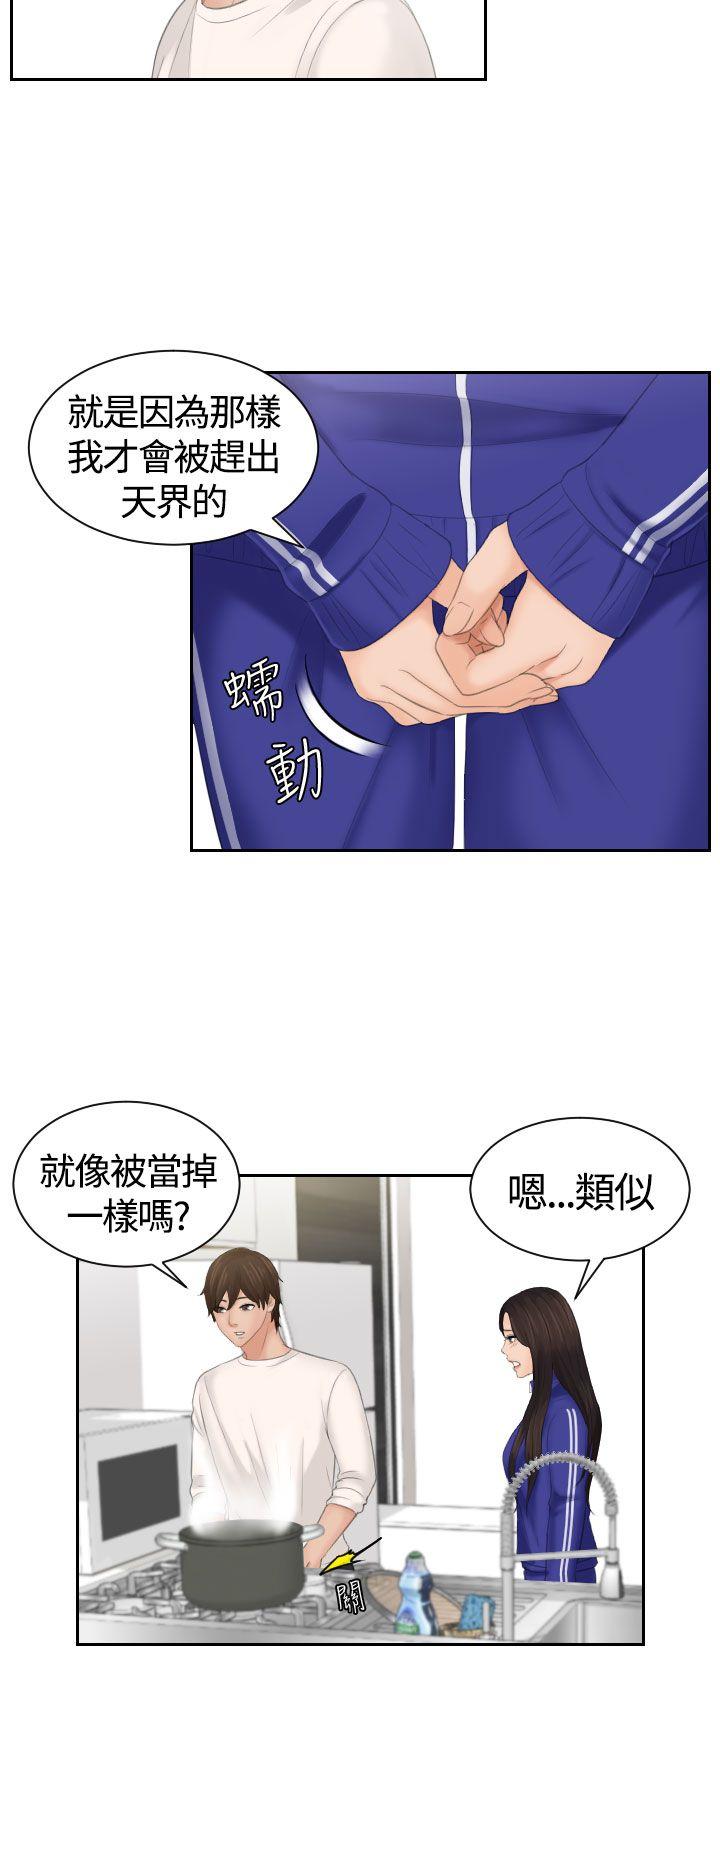 就是因為那樣
我才會被趕出
天界的
蠕
動
就像被當掉
一樣嗎?
嗯...類似
關